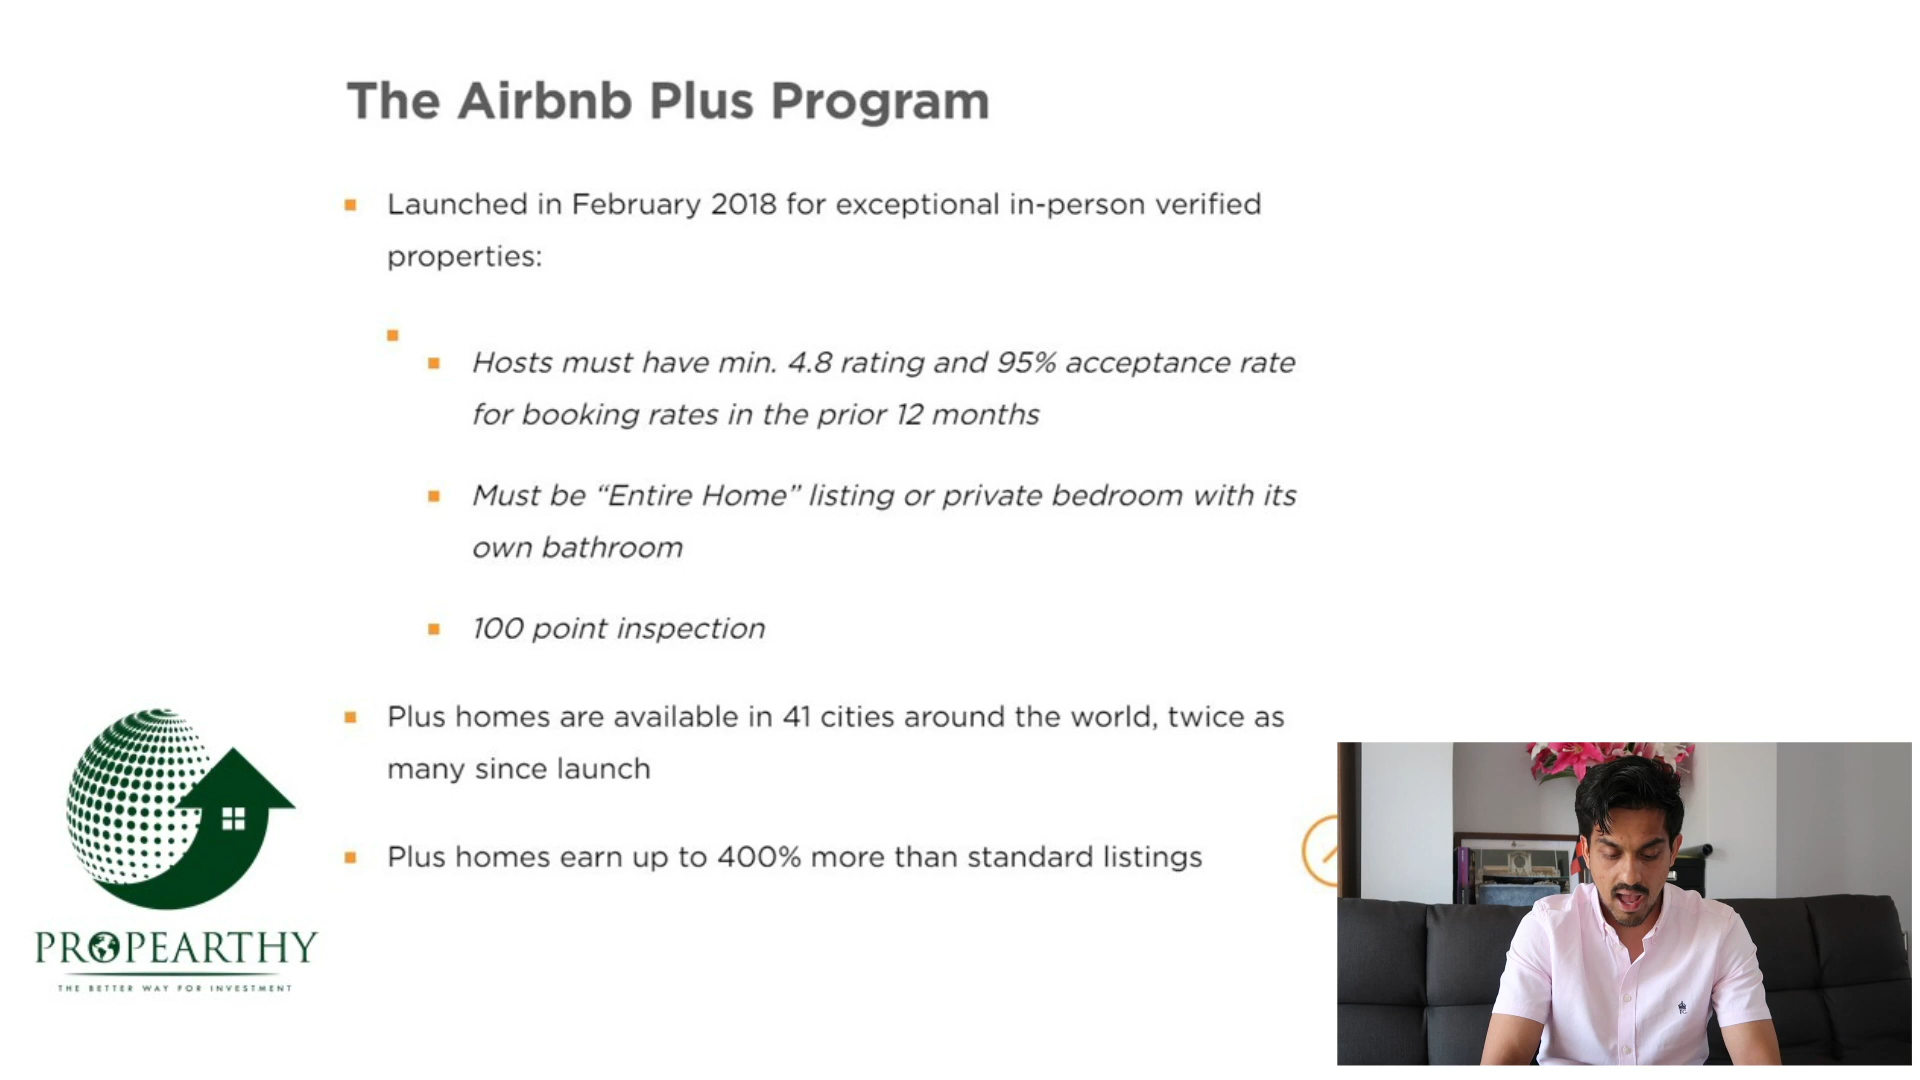 The Airbnb Plus Program
Launched in February 2018 for exceptional in-person verified
properties:
Hosts must have min. 4.8 rating and 95% acceptance rate
for booking rates in the prior 12 months
Must be “Entire Home” listing or private bedroom with its
own bathroom
100 point inspection
Plus homes are available in 41 cities around the world, twice as
many since launch
Plus homes earn up to 400% more than standard listings
PROPEARTHY
THE BETTER WAY FOR INVESTMENT